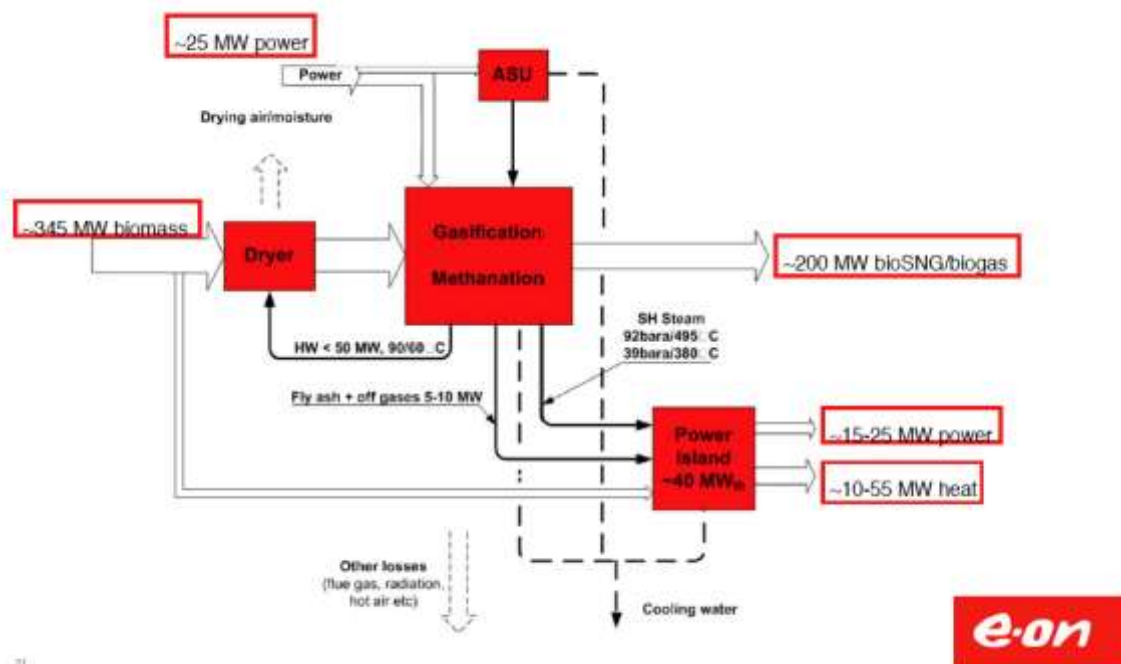 ~25 MW power
Power
ASU
Drying air/moisture
~345 MW biomass
Dryer
Gasification
Methanation
~200 MW bioSNG/biogas
HW < 50 MW, 90/60□C
SH Steam
92bara/495□C
39bara/380□C
Fly ash + off gases 5-10 MW
Power
Island
~40 MWth
~15-25 MW power
~10-55 MW heat
Other losses
(flue gas, radiation,
hot air etc)
Cooling water
e·on